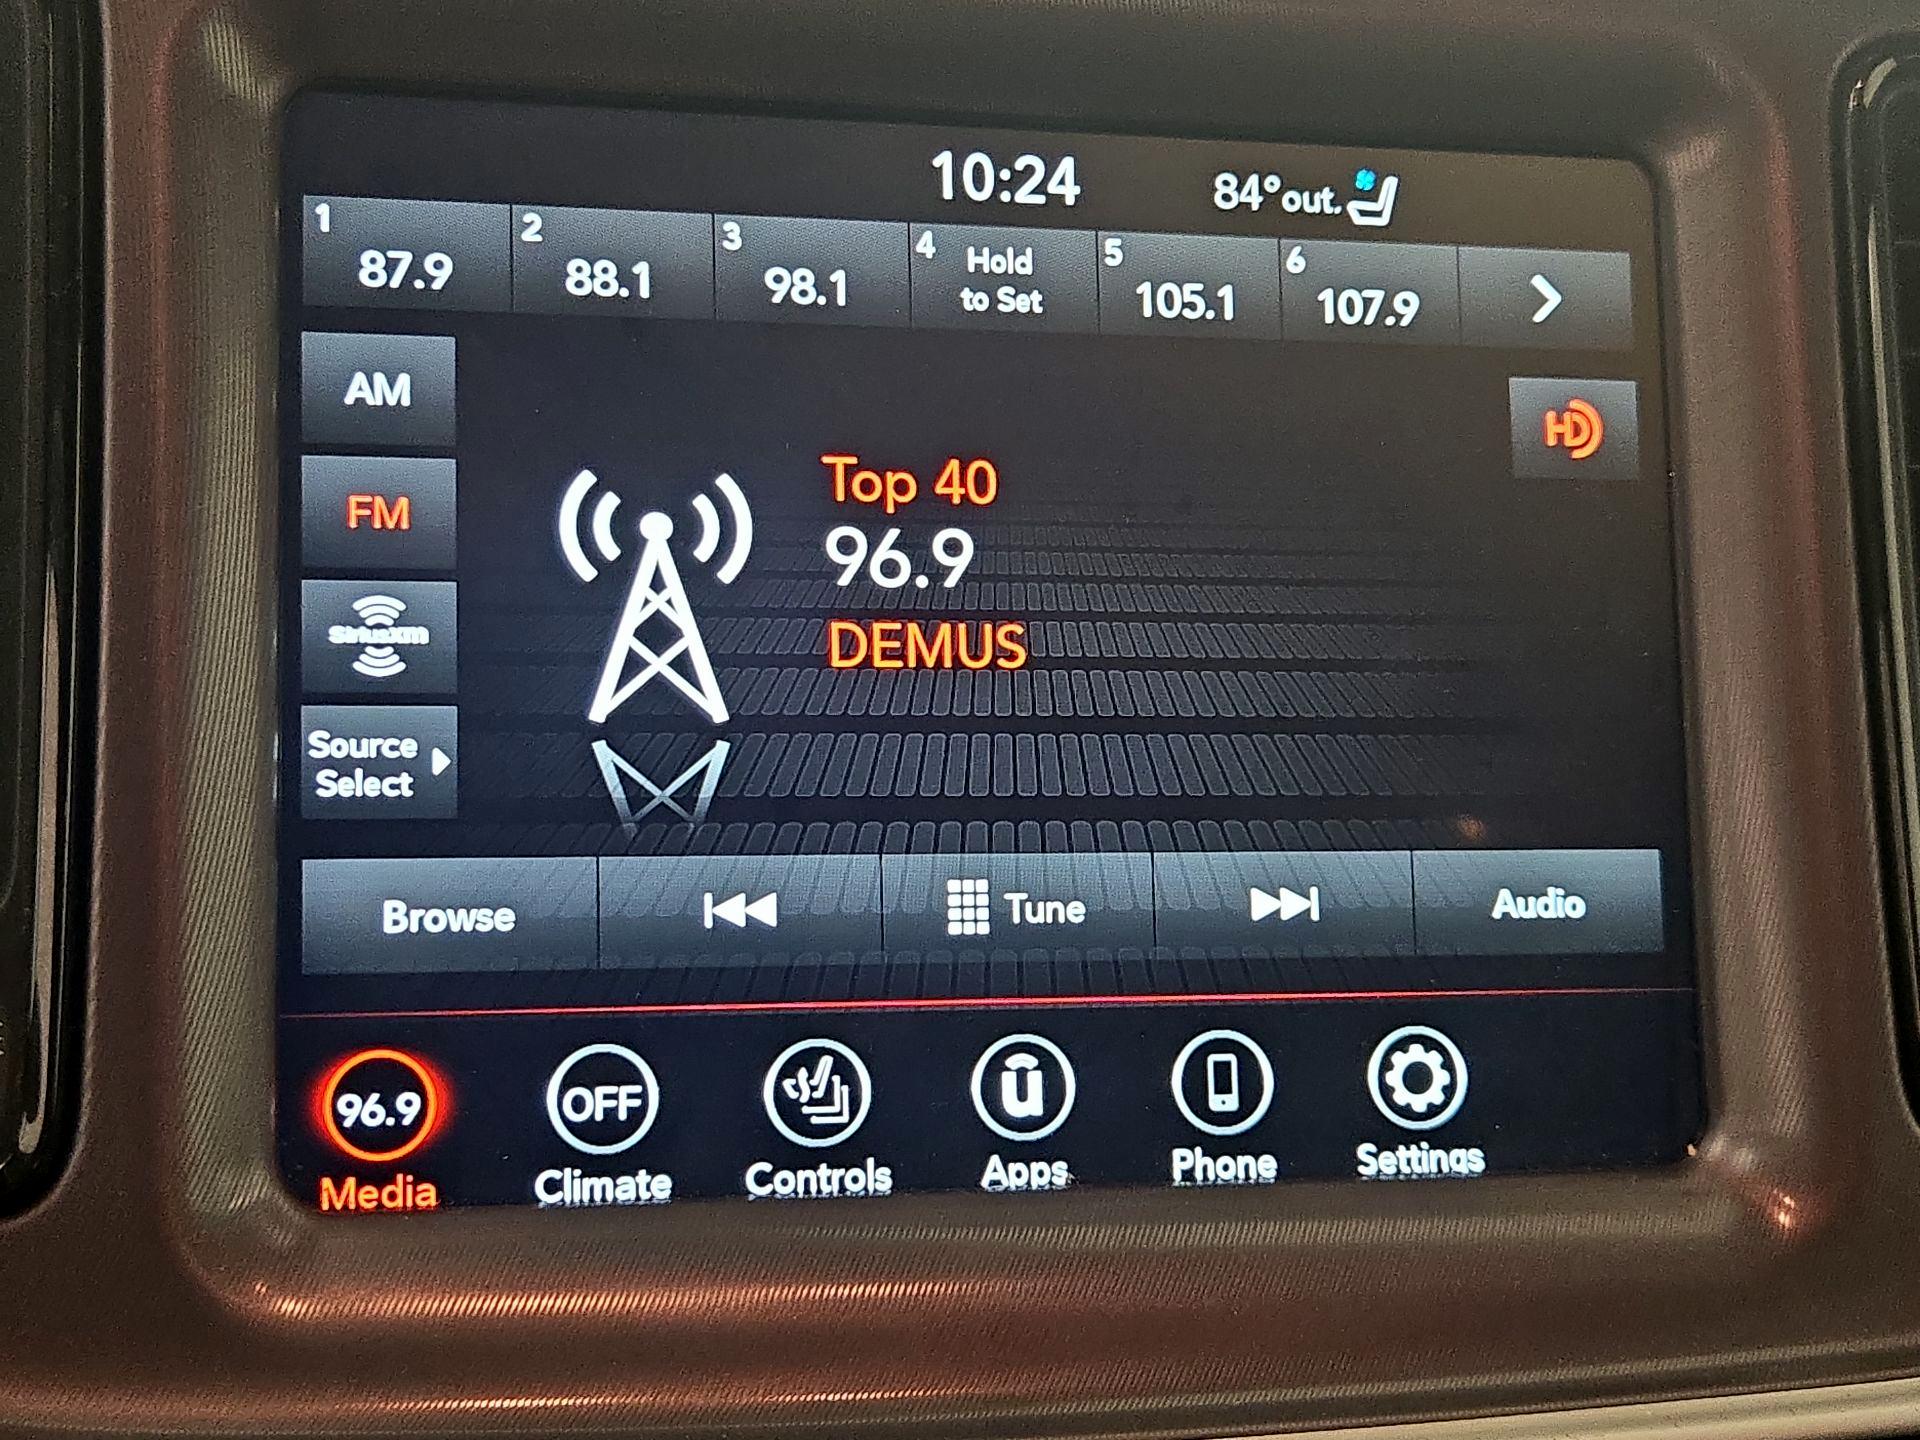 10:24
84° out.
1
87.9
2
88.1
3
98.1
4
Hold
to Set
5
105.1
6
107.9
AM
HD
Top 40
FM
96.9
SiriusXM
DEMUS
Source
Select
Browse
Tune
Audio
96.9
OFF
u
Media
Climate
Controls
Apps
Phone
Settings